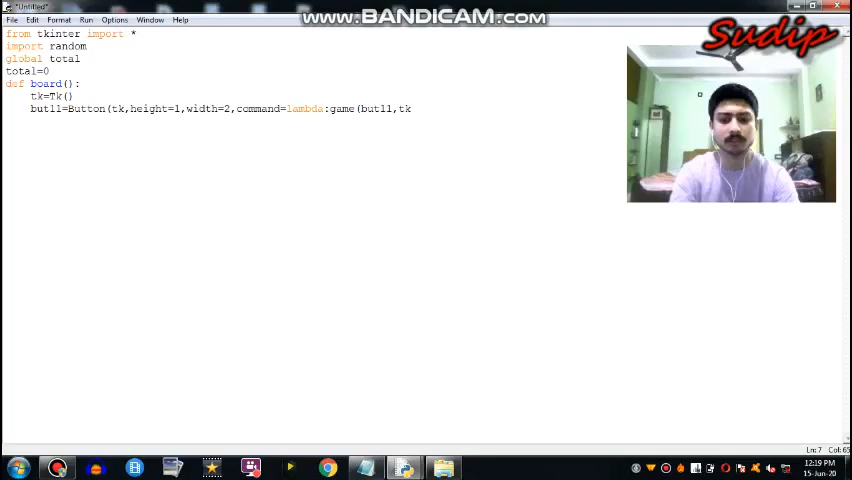 *Untitled*
WWW.BANDICAM.COM
Sudip
File Edit Format Run Options Window Help
from tkinter import *
import random
global total
total=0
def board():
    tk=Tk()
    but11=Button(tk,height=1,width=2,command=lambda:game(but11,tk
Ln: 7 Col: 65
12:19 PM
15-Jun-20